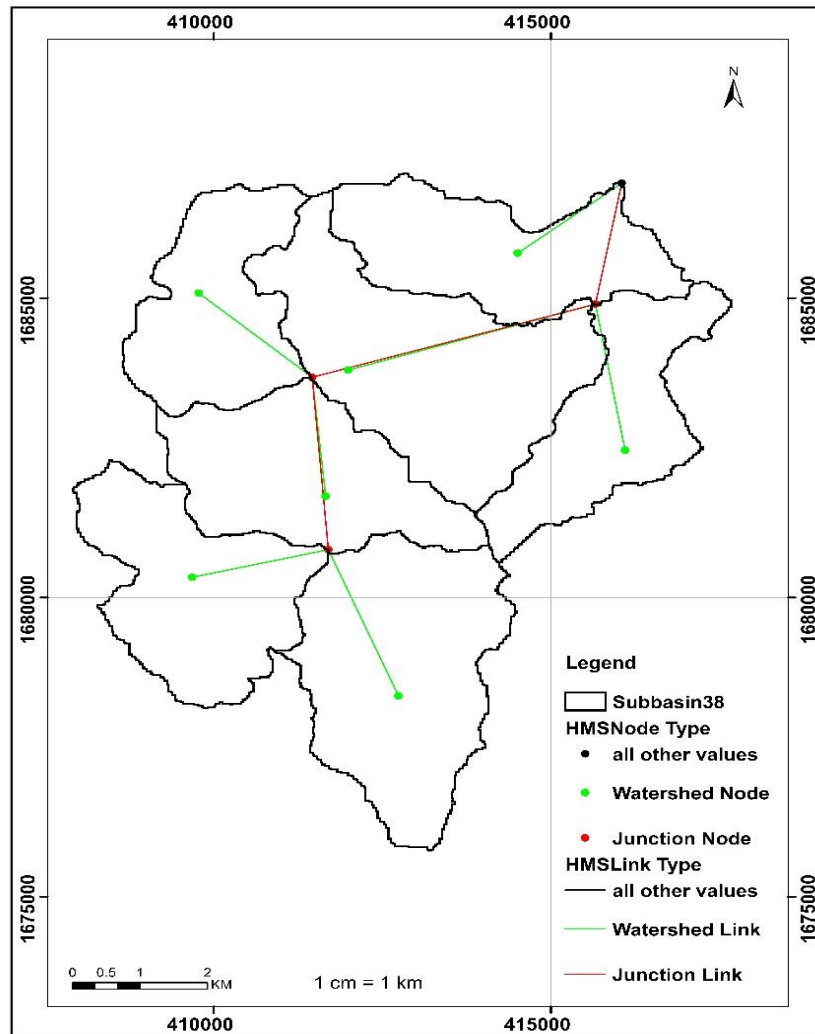 410000 415000
N
1685000 1685000
1680000 1680000
Legend
Subbasin38
HMSNode Type
all other values
Watershed Node
Junction Node
HMSLink Type
all other values
Watershed Link
Junction Link
1675000 1675000
0 0.5 1 2
KM
1 cm = 1 km
410000 415000